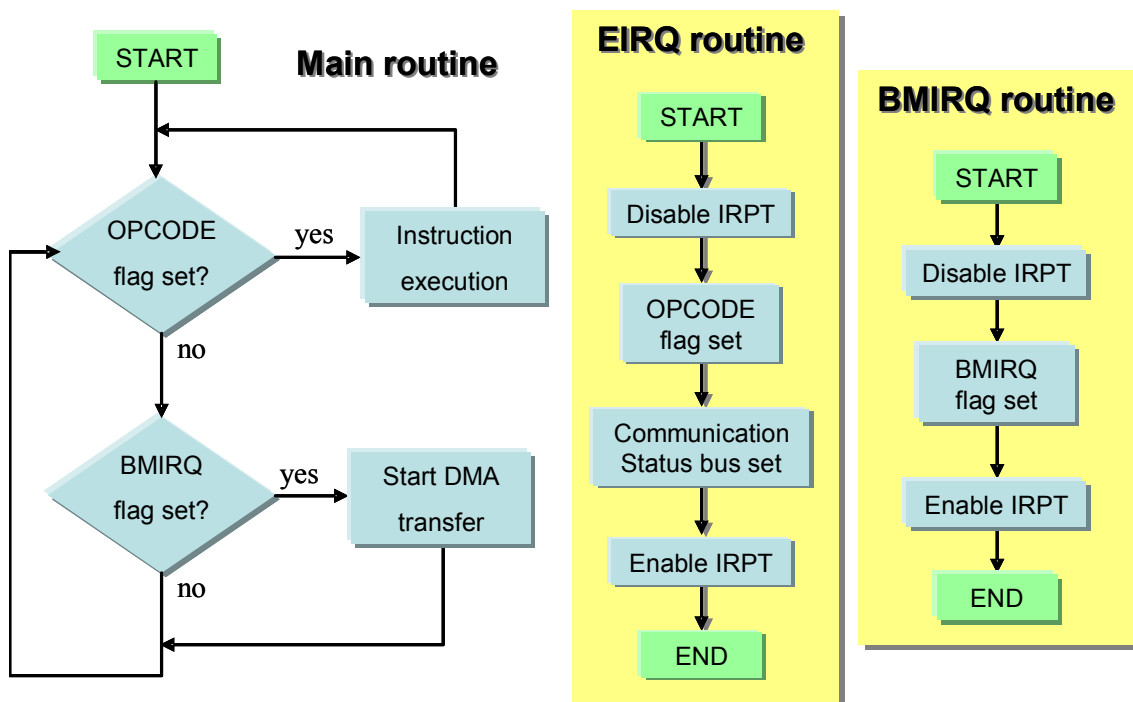 START
Main routine
OPCODE
flag set?
yes
Instruction
execution
no
BMIRQ
flag set?
yes
Start DMA
transfer
no
EIRQ routine
START
Disable IRPT
OPCODE
flag set
Communication
Status bus set
Enable IRPT
END
BMIRQ routine
START
Disable IRPT
BMIRQ
flag set
Enable IRPT
END